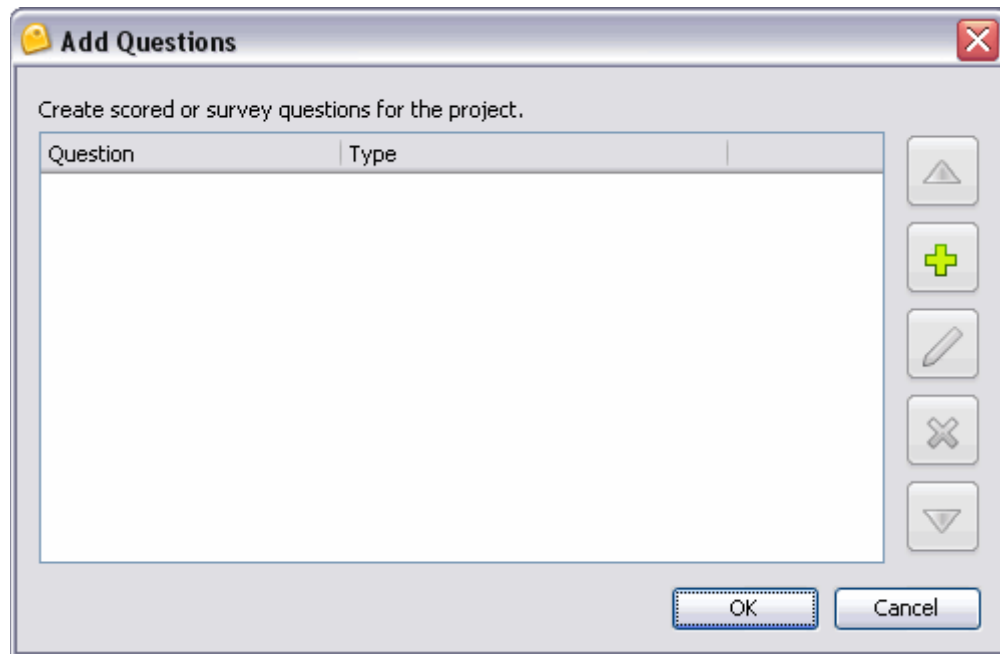 Add Questions
Create scored or survey questions for the project.
Question Type
OK Cancel